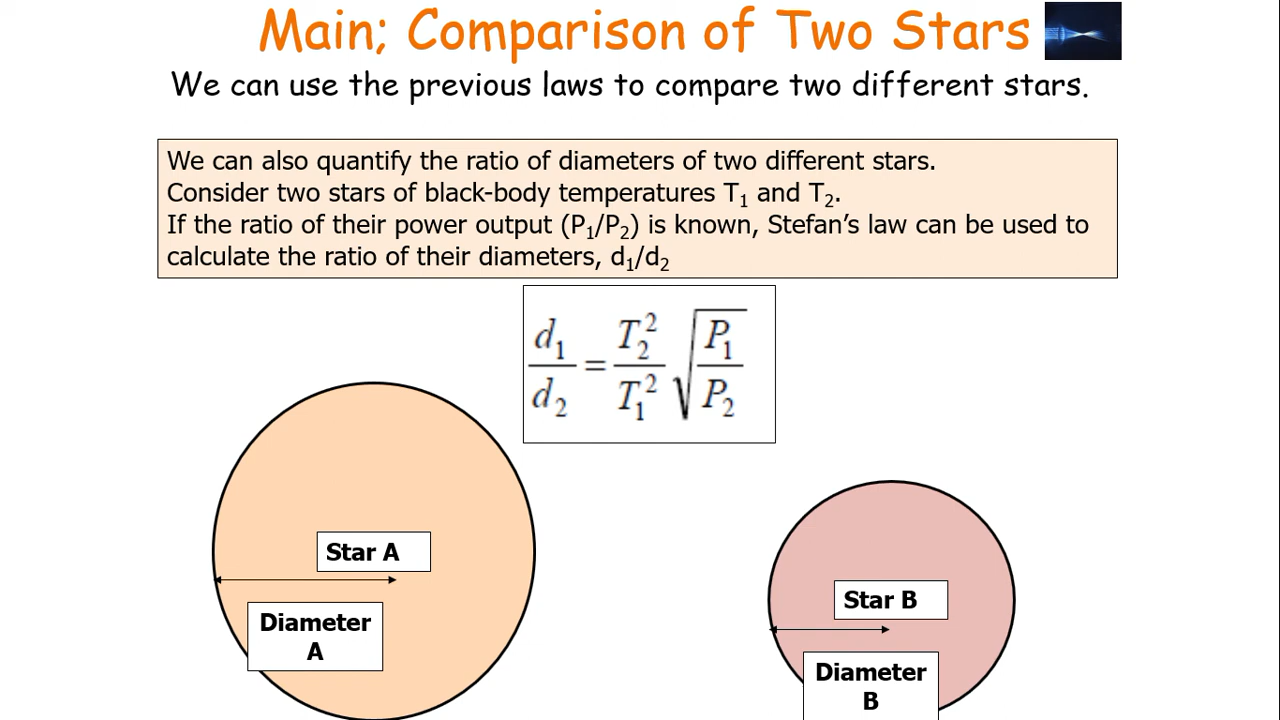 Main; Comparison of Two Stars
We can use the previous laws to compare two different stars.
We can also quantify the ratio of diameters of two different stars.
Consider two stars of black-body temperatures T₁ and T₂.
If the ratio of their power output (P₁/P₂) is known, Stefan’s law can be used to
calculate the ratio of their diameters, d₁/d₂
d₁/d₂ = T₂²/T₁² √(P₁/P₂)
Star A
Diameter
A
Star B
Diameter
B